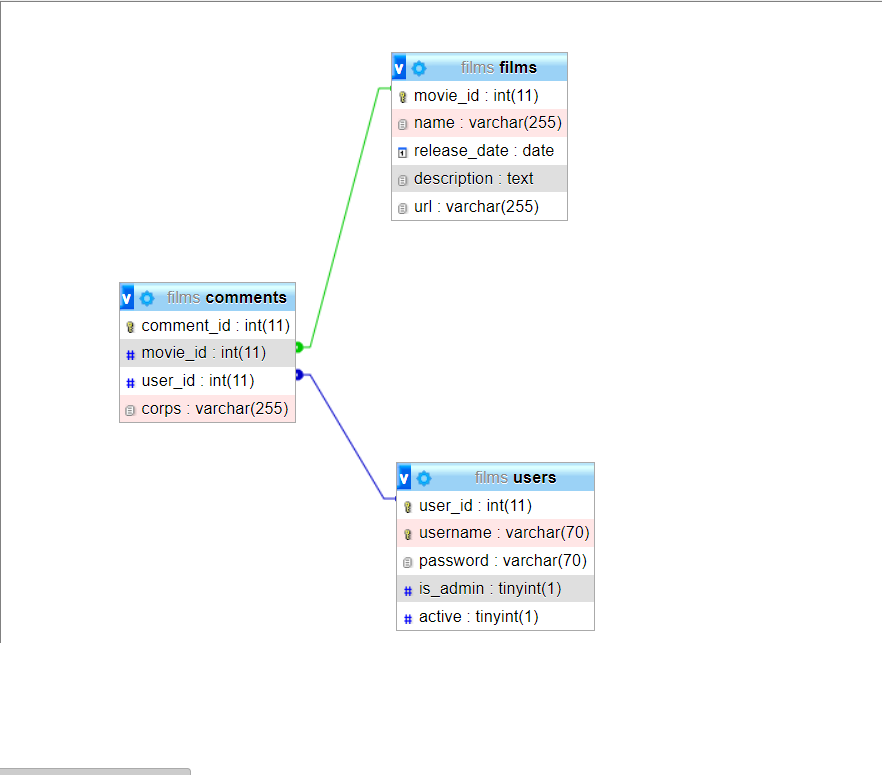 v films films
movie_id : int(11)
name : varchar(255)
release_date : date
description : text
url : varchar(255)
v films comments
comment_id : int(11)
# movie_id : int(11)
# user_id : int(11)
corps : varchar(255)
v films users
user_id : int(11)
username : varchar(70)
password : varchar(70)
# is_admin : tinyint(1)
# active : tinyint(1)